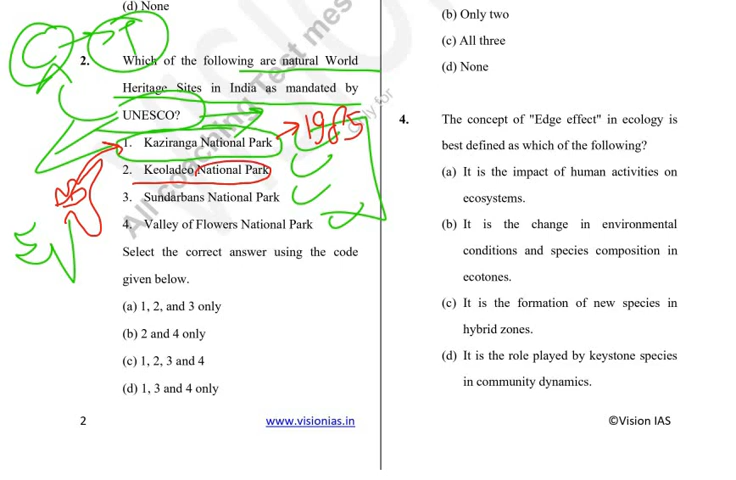 (d) None
2. Which of the following are natural World
Heritage Sites in India as mandated by
UNESCO?
1. Kaziranga National Park
1985
2. Keoladeo National Park
3. Sundarbans National Park
4. Valley of Flowers National Park
Select the correct answer using the code
given below.
(a) 1, 2, and 3 only
(b) 2 and 4 only
(c) 1, 2, 3 and 4
(d) 1, 3 and 4 only
2
www.visionias.in
(b) Only two
(c) All three
(d) None
4. The concept of "Edge effect" in ecology is
best defined as which of the following?
(a) It is the impact of human activities on
ecosystems.
(b) It is the change in environmental
conditions and species composition in
ecotones.
(c) It is the formation of new species in
hybrid zones.
(d) It is the role played by keystone species
in community dynamics.
©Vision IAS